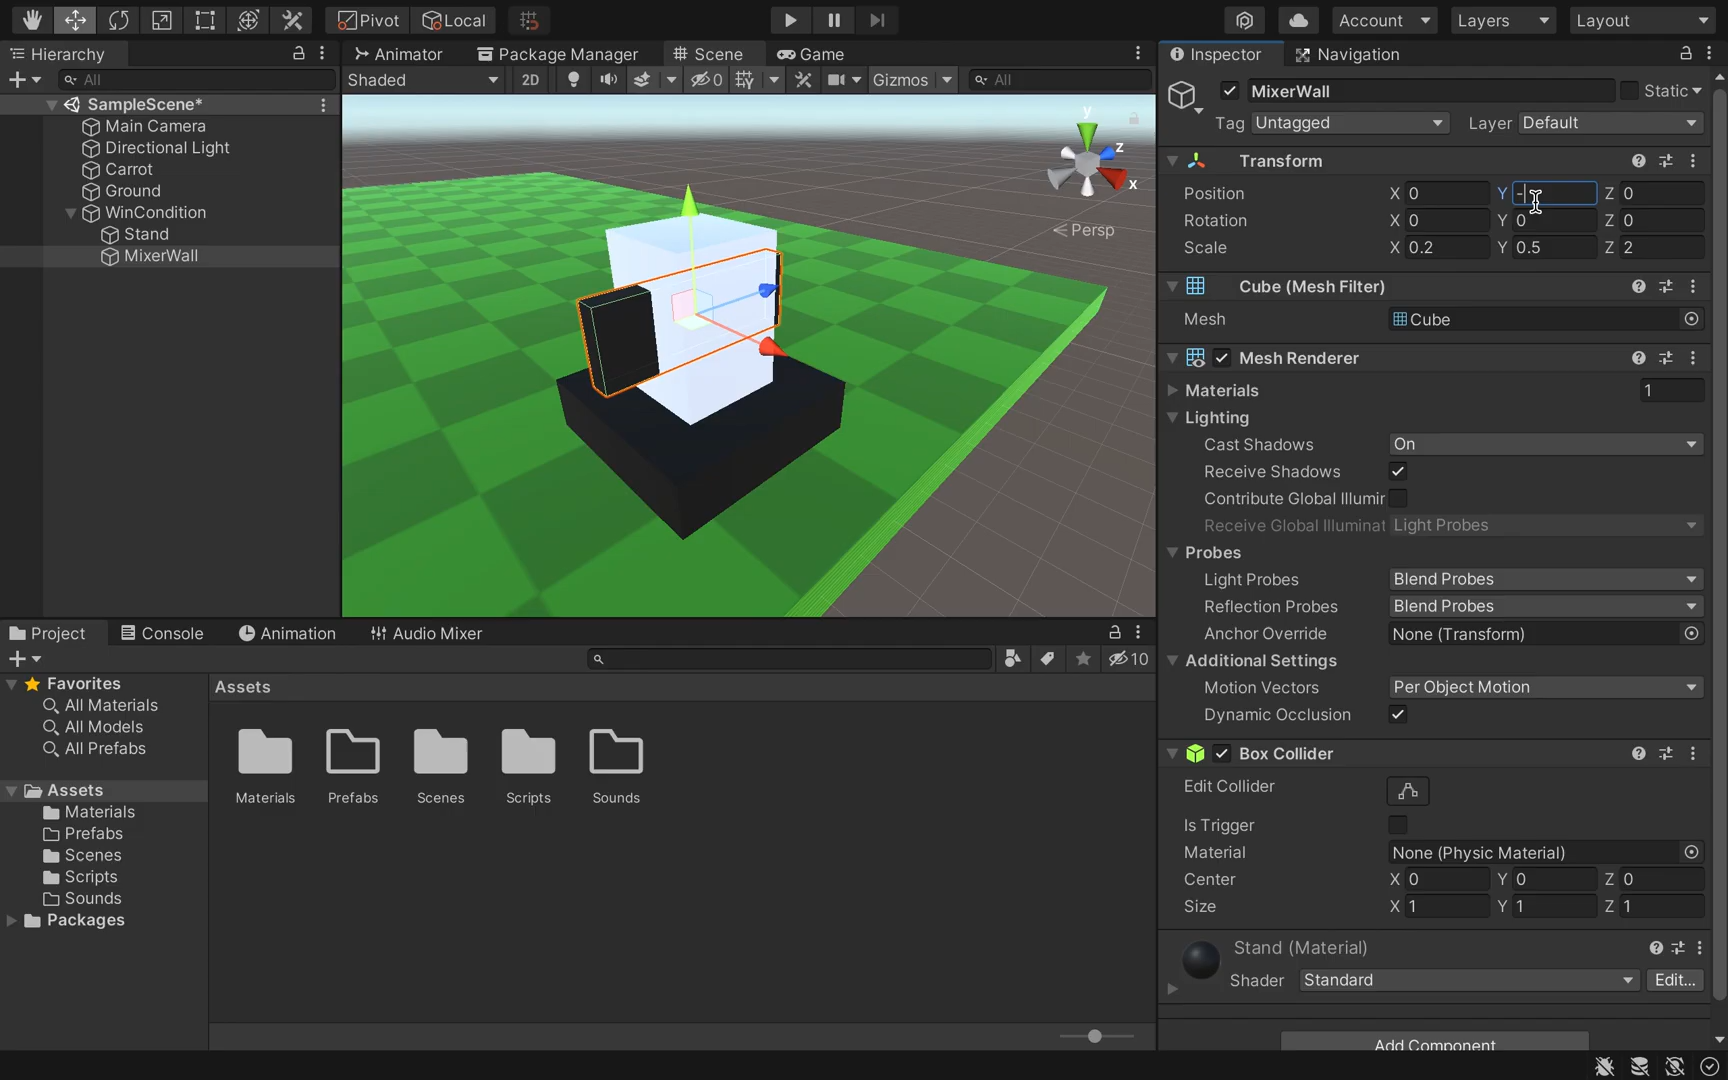 Pivot
Local
Account
Layers
Layout
Hierarchy
All
SampleScene*
Main Camera
Directional Light
Carrot
Ground
WinCondition
Stand
MixerWall
Animator
Package Manager
Scene
Game
Shaded
2D
0
Gizmos
All
y
z
x
Persp
Inspector
Navigation
MixerWall
Static
Tag Untagged
Layer Default
Transform
Position X 0 Y - Z 0
Rotation X 0 Y 0 Z 0
Scale X 0.2 Y 0.5 Z 2
Cube (Mesh Filter)
Mesh Cube
Mesh Renderer
Materials 1
Lighting
Cast Shadows On
Receive Shadows
Contribute Global Illumir
Receive Global Illuminat Light Probes
Probes
Light Probes Blend Probes
Reflection Probes Blend Probes
Anchor Override None (Transform)
Additional Settings
Motion Vectors Per Object Motion
Dynamic Occlusion
Box Collider
Edit Collider
Is Trigger
Material None (Physic Material)
Center X 0 Y 0 Z 0
Size X 1 Y 1 Z 1
Stand (Material)
Shader Standard Edit...
Add Component
Project
Console
Animation
Audio Mixer
10
Favorites
All Materials
All Models
All Prefabs
Assets
Materials
Prefabs
Scenes
Scripts
Sounds
Packages
Assets
Materials
Prefabs
Scenes
Scripts
Sounds